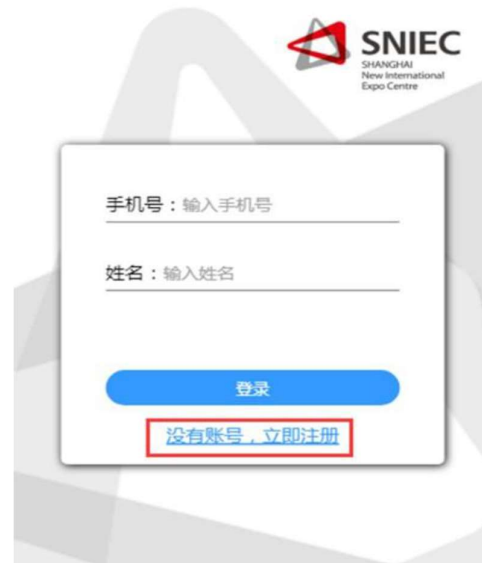 SNIEC
SHANGHAI
New International
Expo Centre
手机号：输入手机号
姓名：输入姓名
登录
没有账号，立即注册